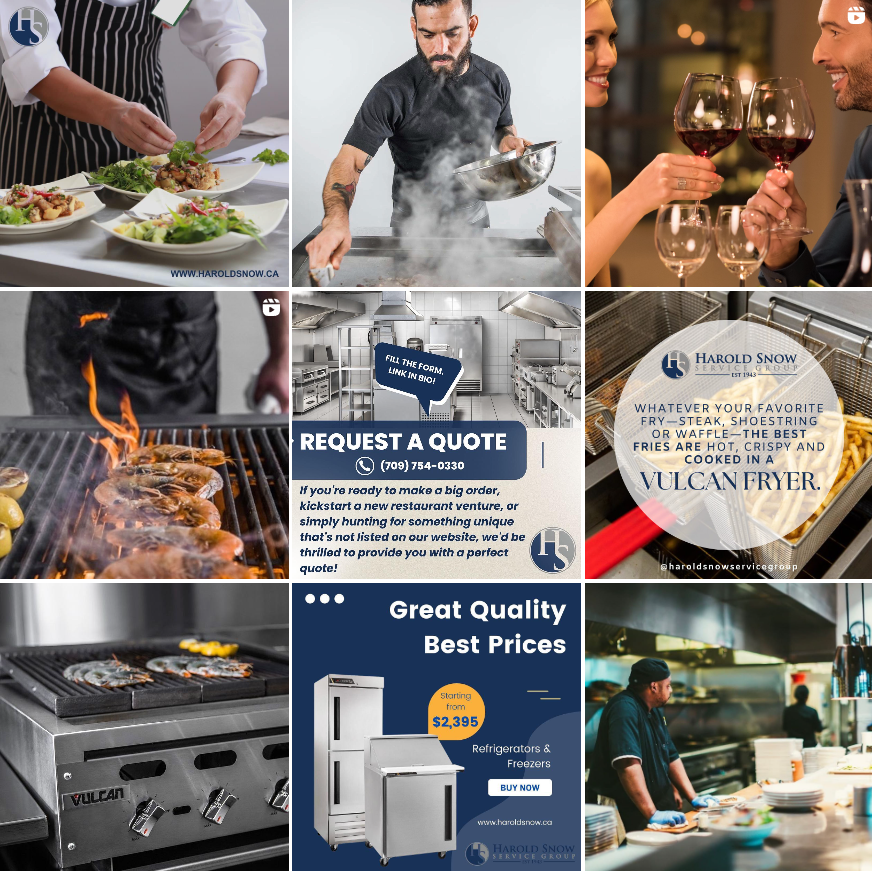 HS
WWW.HAROLDSNOW.CA
FILL THE FORM,
LINK IN BIO!
REQUEST A QUOTE
(709) 754-0330
If you're ready to make a big order,
kickstart a new restaurant venture, or
simply hunting for something unique
that's not listed on our website, we'd be
thrilled to provide you with a perfect
quote!
HS
HS
HAROLD SNOW
SERVICE GROUP
EST 1943
WHATEVER YOUR FAVORITE
FRY—STEAK, SHOESTRING
OR WAFFLE—THE BEST
FRIES ARE HOT, CRISPY AND
COOKED IN A
VULCAN FRYER.
@haroldsnowservicegroup
VULCAN
Great Quality
Best Prices
Starting
from
$2,395
Refrigerators &
Freezers
BUY NOW
www.haroldsnow.ca
HS
HAROLD SNOW
SERVICE GROUP